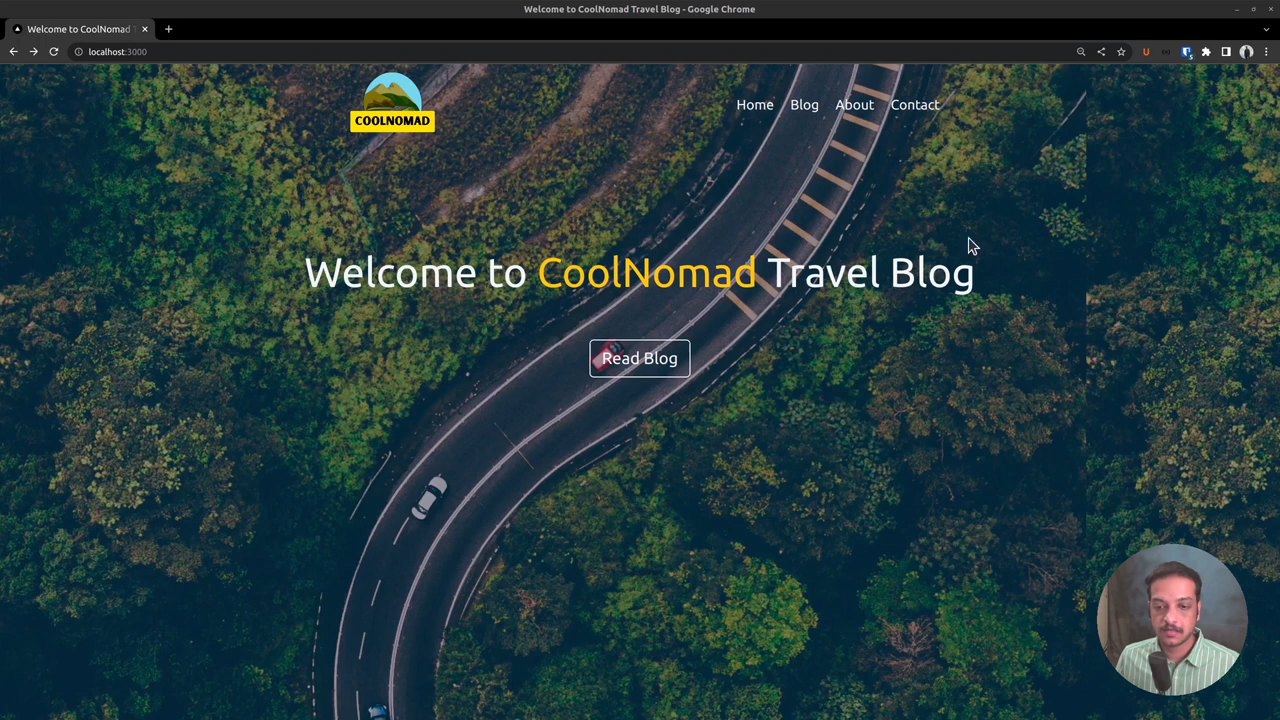 Welcome to CoolNomad Travel Blog - Google Chrome
Welcome to CoolNomad
localhost:3000
COOLNOMAD
Home Blog About Contact
Welcome to CoolNomad Travel Blog
Read Blog